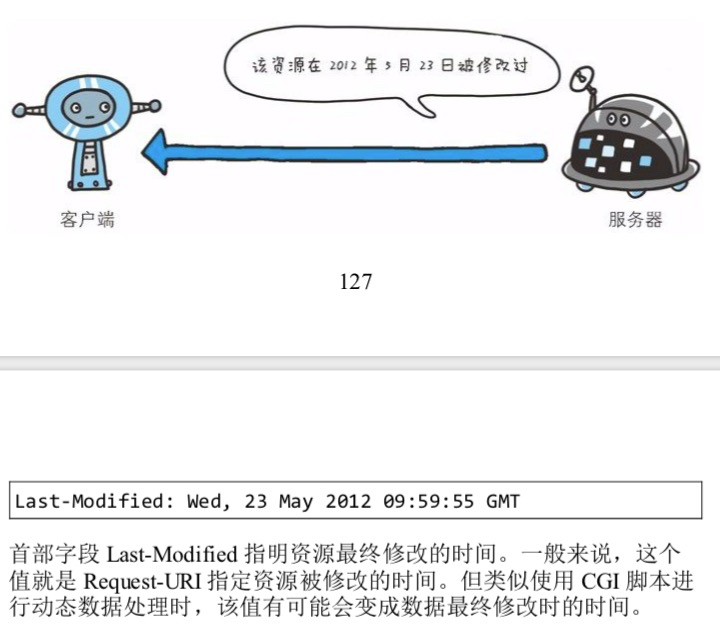 该资源在 2012 年 5 月 23 日被修改过
客户端
服务器
127
Last-Modified: Wed, 23 May 2012 09:59:55 GMT
首部字段 Last-Modified 指明资源最终修改的时间。一般来说，这个
值就是 Request-URI 指定资源被修改的时间。但类似使用 CGI 脚本进
行动态数据处理时，该值有可能会变成数据最终修改时的时间。